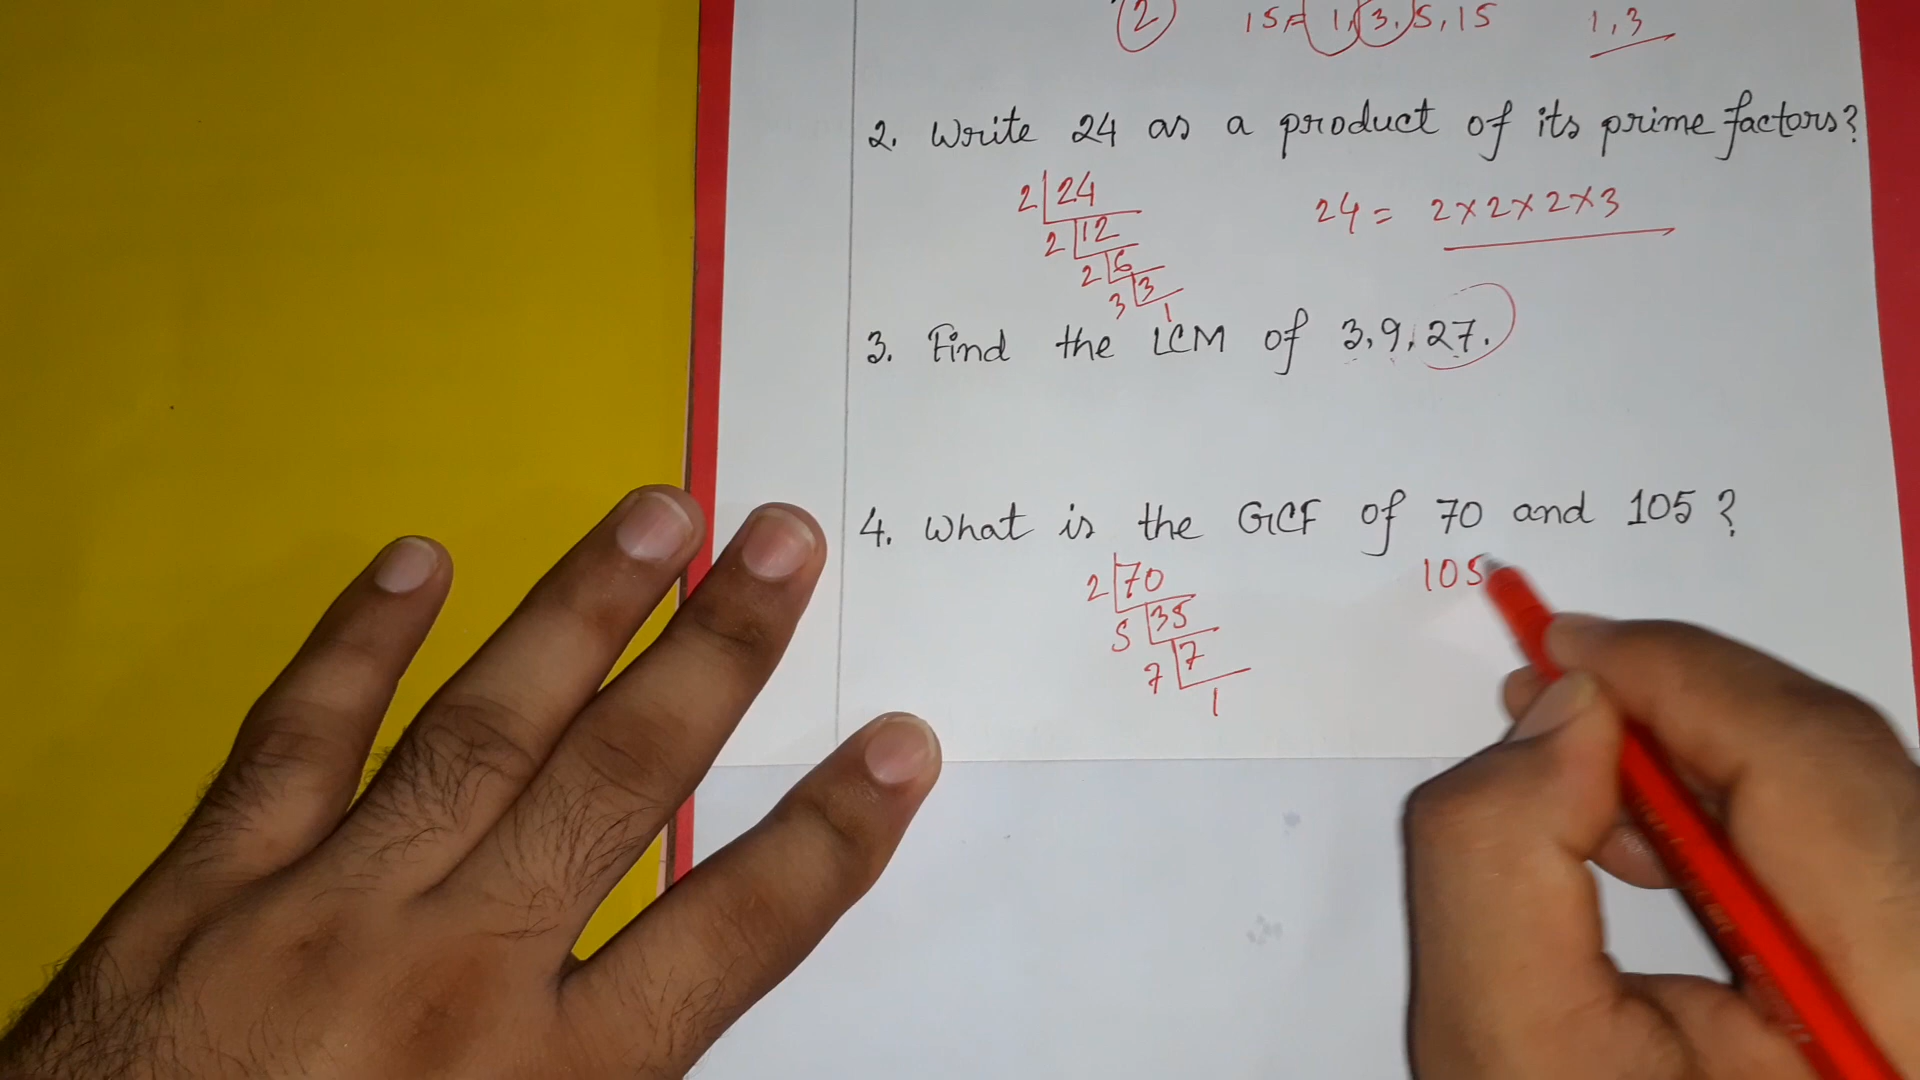 2 15= 1, 3, 5, 15 1, 3
2. Write 24 as a product of its prime factors?
2 24 24 = 2×2×2×3
2 12
2 6
3 3
1
3. Find the LCM of 3, 9, 27.
4. What is the GCF of 70 and 105?
2 70 105
5 35
7 7
1